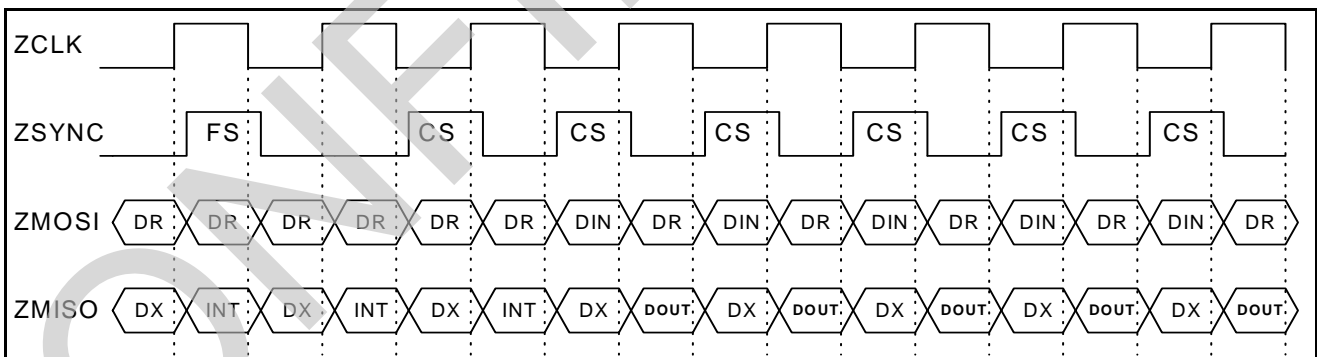 ZCLK
ZSYNC FS CS CS CS CS CS CS
ZMOSI DR DR DR DR DR DR DIN DR DIN DR DIN DR DIN DR DIN DR
ZMISO DX INT DX INT DX INT DX DOUT DX DOUT DX DOUT DX DOUT DX DOUT